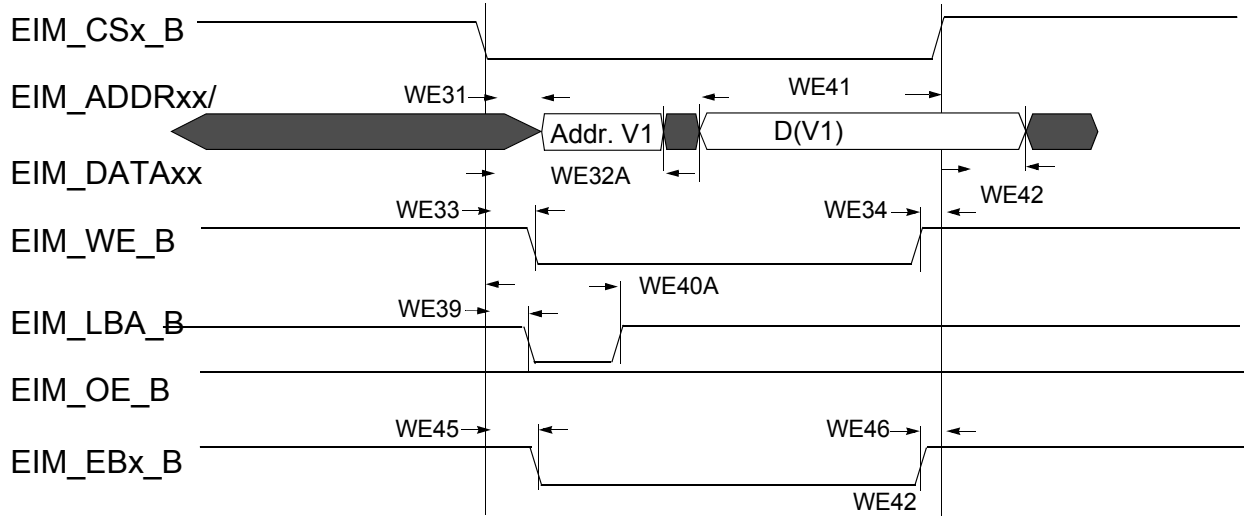 EIM_CSx_B
EIM_ADDRxx/
WE31
WE41
Addr. V1
D(V1)
EIM_DATAxx
WE32A
WE42
WE33
WE34
EIM_WE_B
WE40A
WE39
EIM_LBA_B
EIM_OE_B
WE45
WE46
EIM_EBx_B
WE42